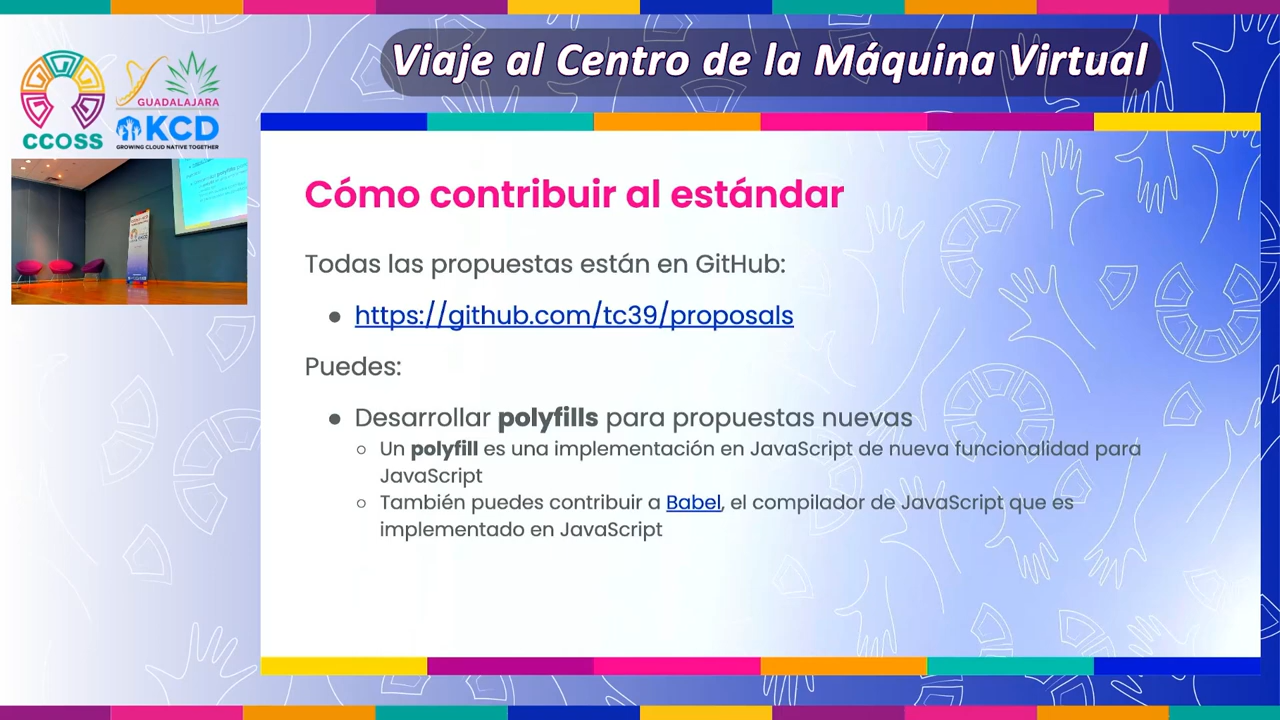 Viaje al Centro de la Máquina Virtual
CCOSS
GUADALAJARA
KCD
GROWING CLOUD NATIVE TOGETHER
Cómo contribuir al estándar
Todas las propuestas están en GitHub:
● https://github.com/tc39/proposals
Puedes:
● Desarrollar polyfills para propuestas nuevas
○ Un polyfill es una implementación en JavaScript de nueva funcionalidad para
JavaScript
○ También puedes contribuir a Babel, el compilador de JavaScript que es
implementado en JavaScript